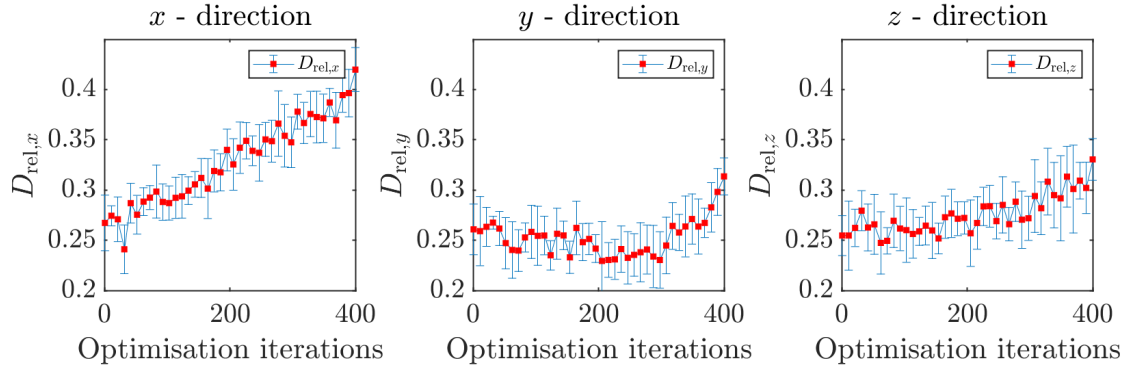 x - direction
D_rel,x
0.4
0.35
0.3
0.25
0.2
D_rel,x
0 200 400
Optimisation iterations
y - direction
D_rel,y
0.4
0.35
0.3
0.25
0.2
D_rel,y
0 200 400
Optimisation iterations
z - direction
D_rel,z
0.4
0.35
0.3
0.25
0.2
D_rel,z
0 200 400
Optimisation iterations